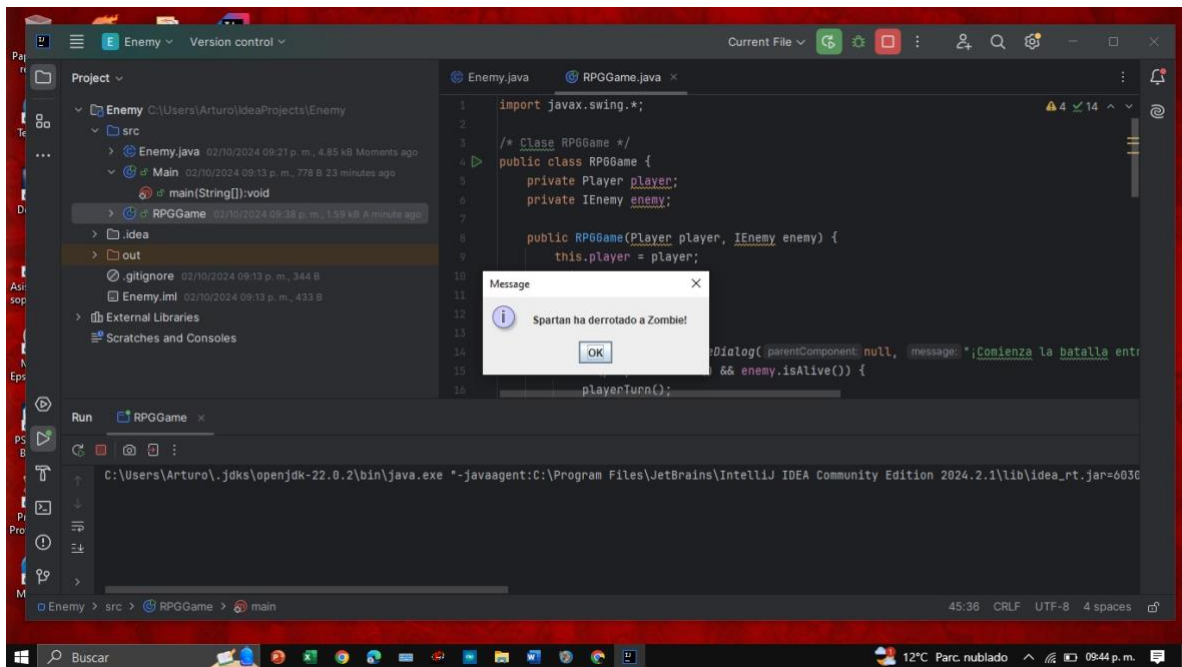 Enemy
Version control
Current File
Project
Enemy C:\Users\Arturo\IdeaProjects\Enemy
src
Enemy.java 02/10/2024 09:21 p. m., 4.85 kB Moments ago
Main 02/10/2024 09:13 p. m., 778 B 23 minutes ago
main(String[]):void
RPGGame 02/10/2024 09:38 p. m., 1.59 kB A minute ago
.idea
out
.gitignore 02/10/2024 09:13 p. m., 344 B
Enemy.iml 02/10/2024 09:13 p. m., 433 B
External Libraries
Scratches and Consoles
Enemy.java
RPGGame.java
4 14
1 import javax.swing.*;
2
3 /* Clase RPGGame */
4 public class RPGGame {
5 private Player player;
6 private IEnemy enemy;
7
8 public RPGGame(Player player, IEnemy enemy) {
9 this.player = player;
10
11
12
13
14 eDialog( parentComponent: null, message: "¡Comienza la batalla entr
15 ) && enemy.isAlive()) {
16 playerTurn();
Message
Spartan ha derrotado a Zombie!
OK
Run
RPGGame
C:\Users\Arturo\.jdks\openjdk-22.0.2\bin\java.exe "-javaagent:C:\Program Files\JetBrains\IntelliJ IDEA Community Edition 2024.2.1\lib\idea_rt.jar=6030
Enemy > src > RPGGame > main
45:36 CRLF UTF-8 4 spaces
Buscar
12°C Parc. nublado
09:44 p. m.